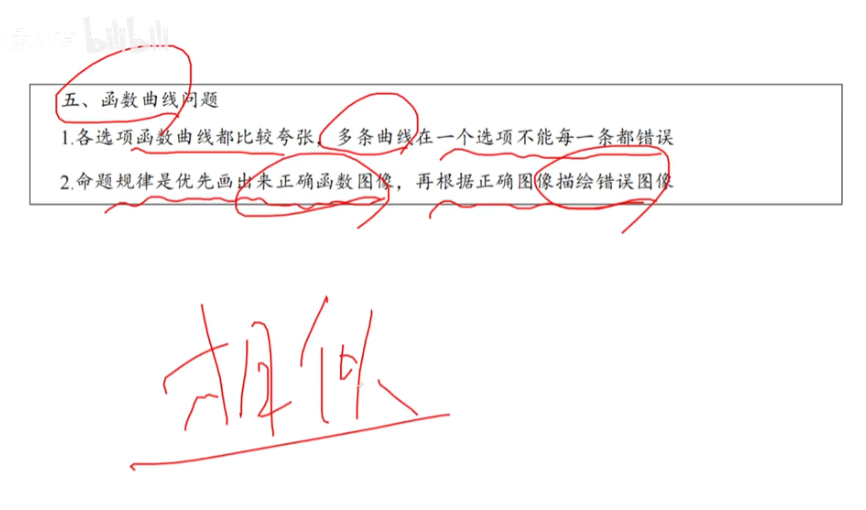 bilibili
五、函数曲线问题
1.各选项函数曲线都比较夸张，多条曲线在一个选项不能每一条都错误
2.命题规律是优先画出来正确函数图像，再根据正确图像描绘错误图像
相似